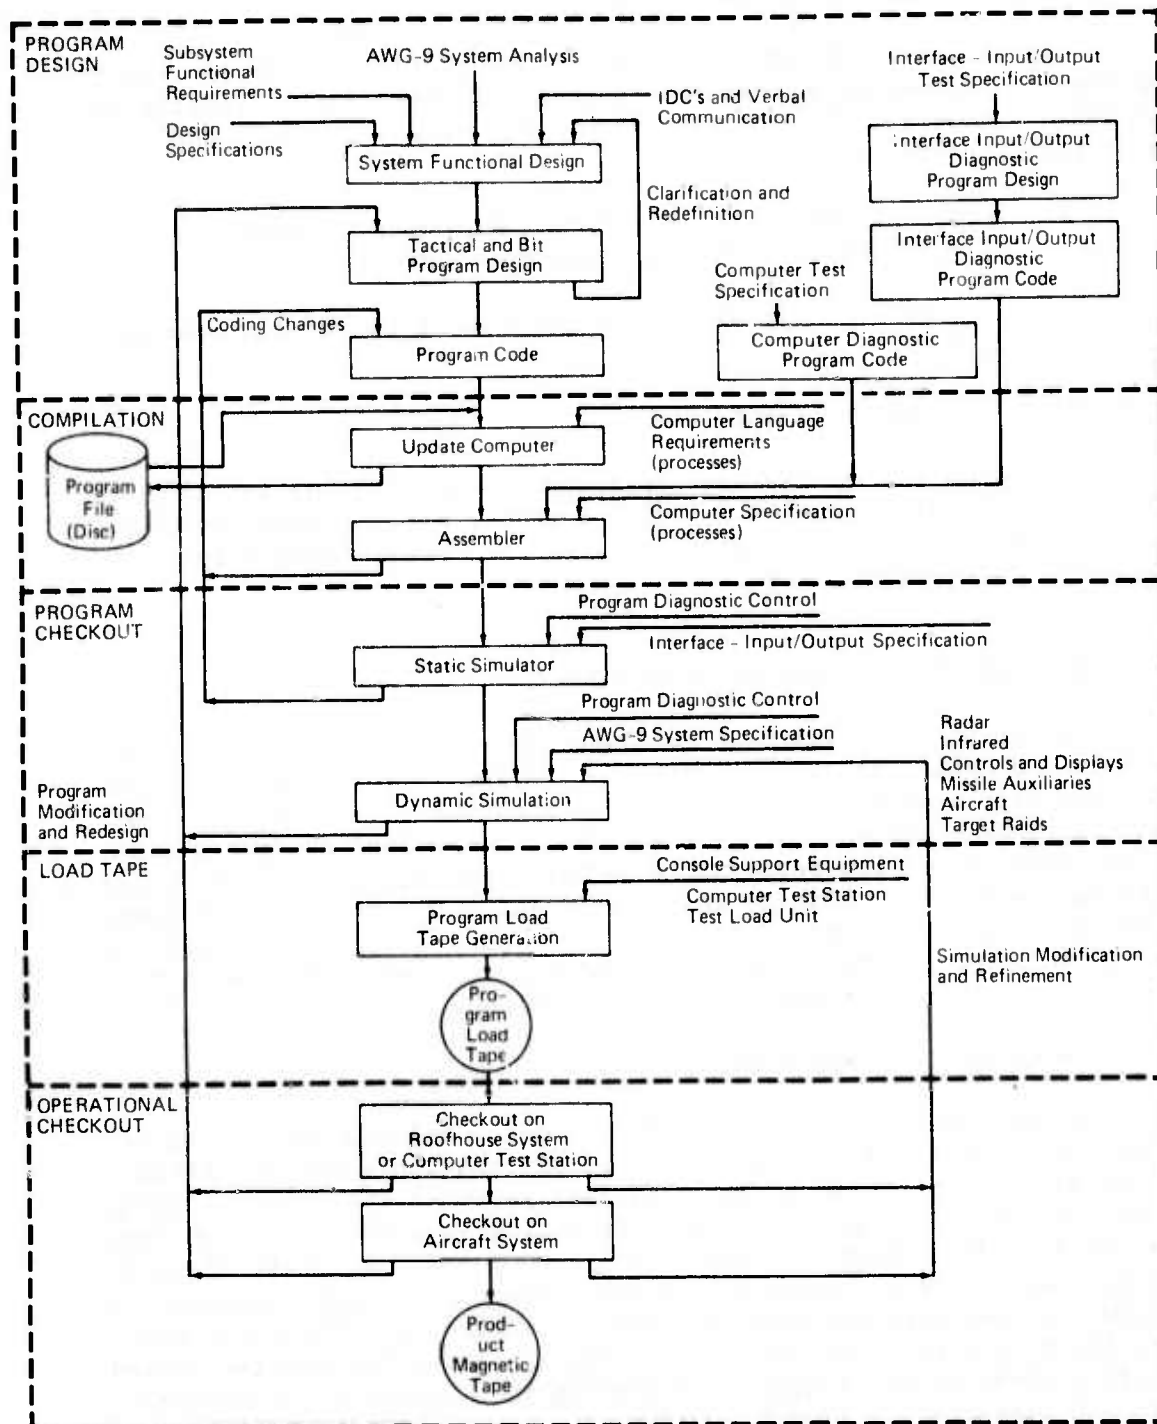 PROGRAM
DESIGN
Subsystem
Functional
Requirements
AWG-9 System Analysis
Interface - Input/Output
Test Specification
IDC's and Verbal
Communication
Design
Specifications
System Functional Design
Interface Input/Output
Diagnostic
Program Design
Clarification and
Redefinition
Tactical and Bit
Program Design
Interface Input/Output
Diagnostic
Program Code
Computer Test
Specification
Coding Changes
Program Code
Computer Diagnostic
Program Code
COMPILATION
Program
File
(Disc)
Update Computer
Computer Language
Requirements
(processes)
Assembler
Computer Specification
(processes)
PROGRAM
CHECKOUT
Program Diagnostic Control
Static Simulator
Interface - Input/Output Specification
Program Diagnostic Control
AWG-9 System Specification
Radar
Infrared
Controls and Displays
Missile Auxiliaries
Aircraft
Target Raids
Program
Modification
and Redesign
Dynamic Simulation
LOAD TAPE
Console Support Equipment
Computer Test Station
Test Load Unit
Program Load
Tape Generation
Simulation Modification
and Refinement
Pro-
gram
Load
Tape
OPERATIONAL
CHECKOUT
Checkout on
Roofhouse System
or Computer Test Station
Checkout on
Aircraft System
Prod-
uct
Magnetic
Tape